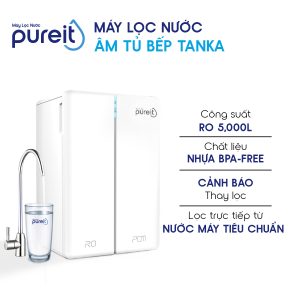 Máy Lọc Nước
pureit
MÁY LỌC NƯỚC
ÂM TỦ BẾP TANKA
pureit
Công suất
RO 5,000L
Chất liệu
NHỰA BPA-FREE
CẢNH BÁO
Thay lọc
Lọc trực tiếp từ
NƯỚC MÁY TIÊU CHUẨN
pureit
RO